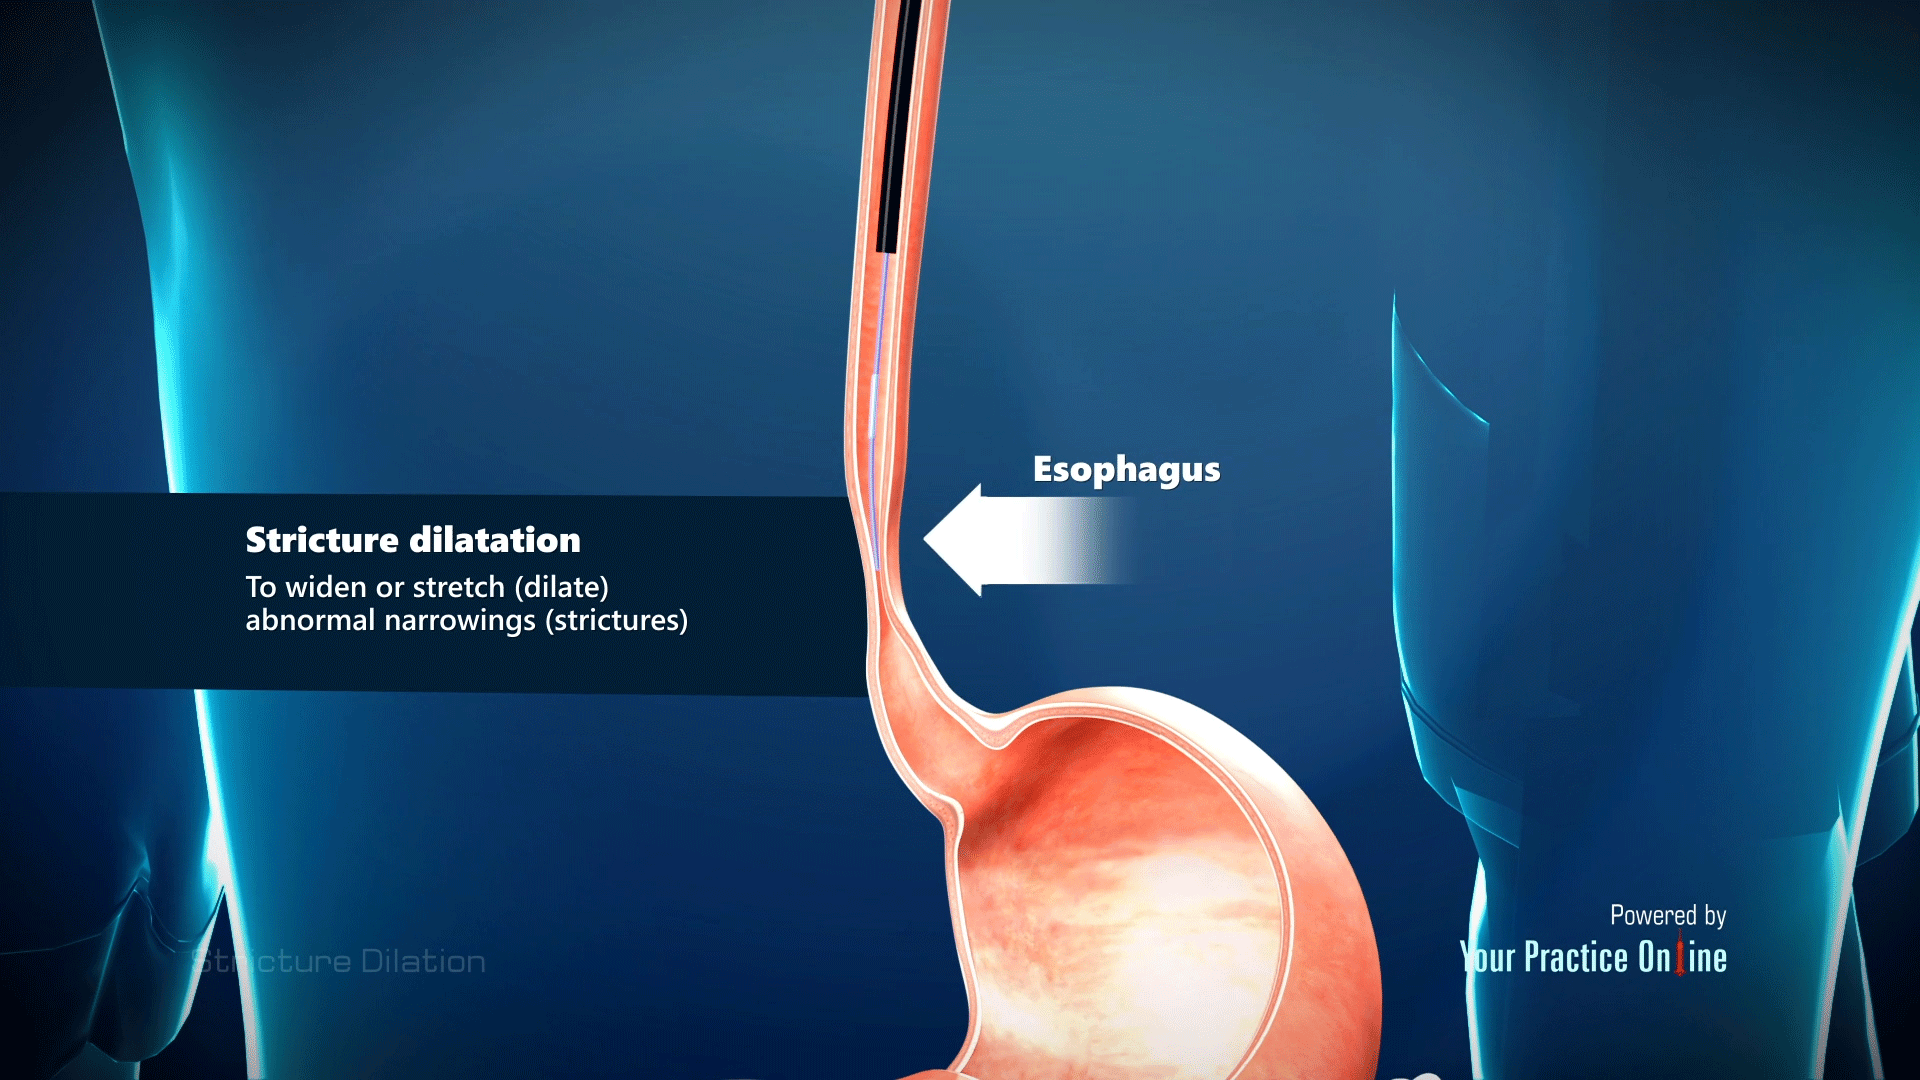 Esophagus
Stricture dilatation
To widen or stretch (dilate)
abnormal narrowings (strictures)
Stricture Dilation
Powered by
Your Practice Online